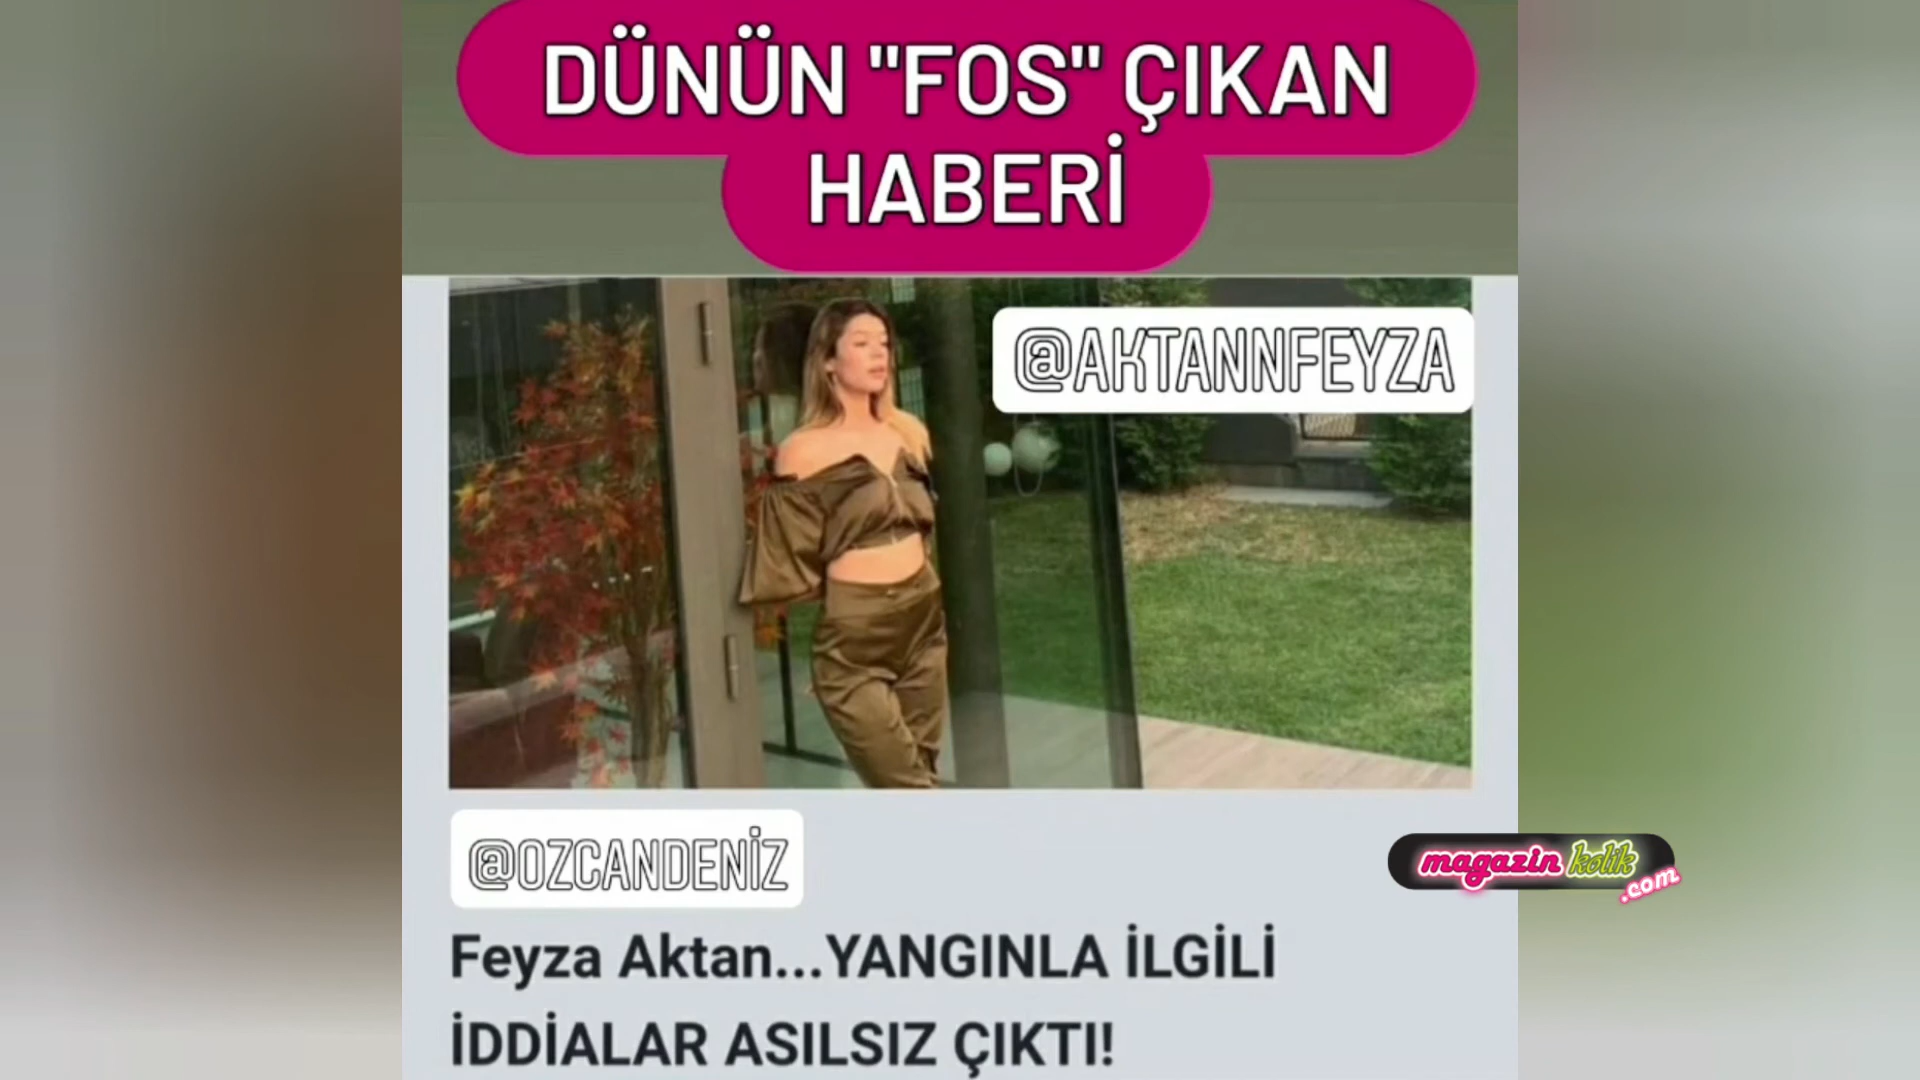 DÜNÜN "FOS" ÇIKAN
HABERİ
@AKTANNFEYZA
@OZCANDENİZ
magazin kolik
.com
Feyza Aktan...YANGINLA İLGİLİ
İDDİALAR ASILSIZ ÇIKTI!